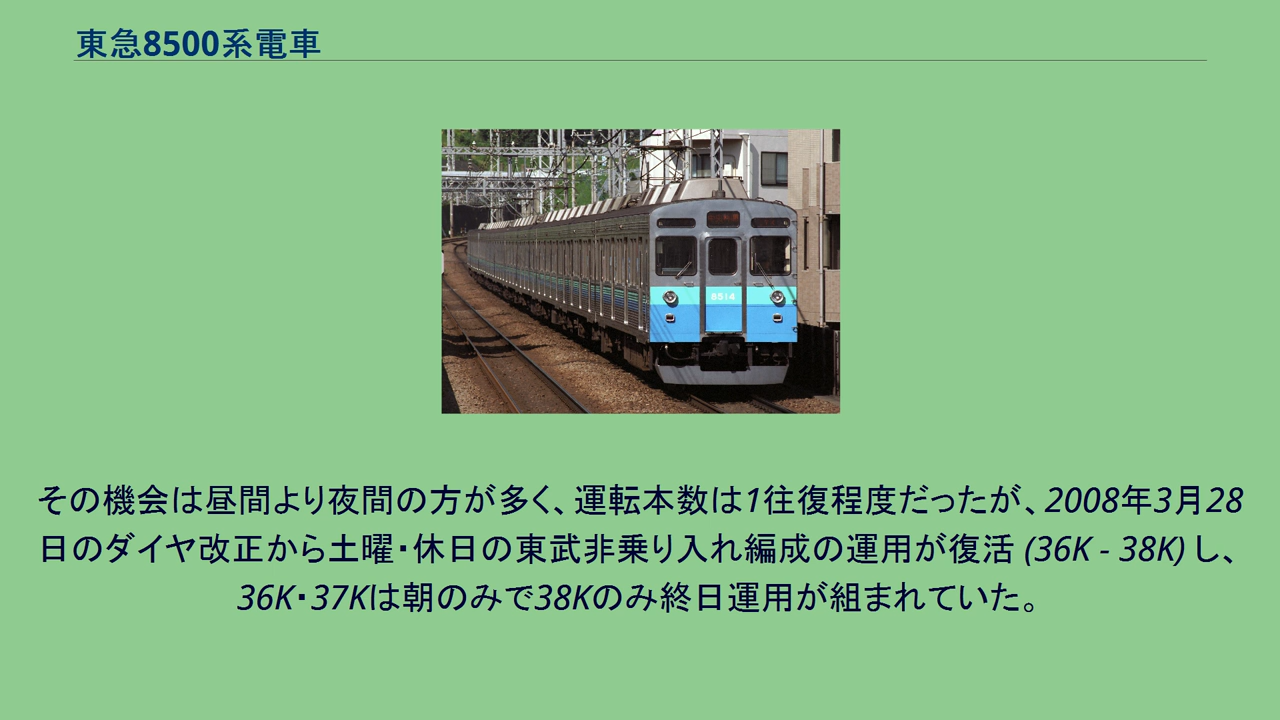 東急8500系電車
8514
その機会は昼間より夜間の方が多く、運転本数は1往復程度だったが、2008年3月28
日のダイヤ改正から土曜・休日の東武非乗り入れ編成の運用が復活 (36K - 38K) し、
36K・37Kは朝のみで38Kのみ終日運用が組まれていた。